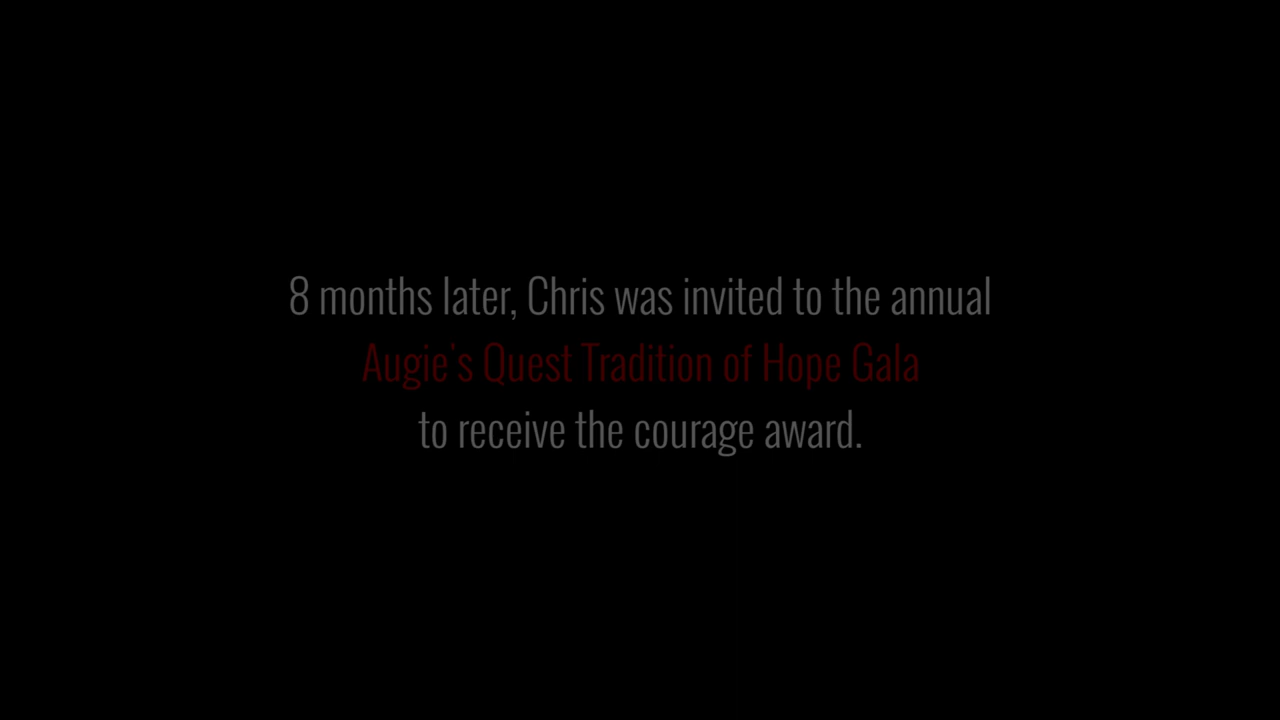 8 months later, Chris was invited to the annual
Augie's Quest Tradition of Hope Gala
to receive the courage award.